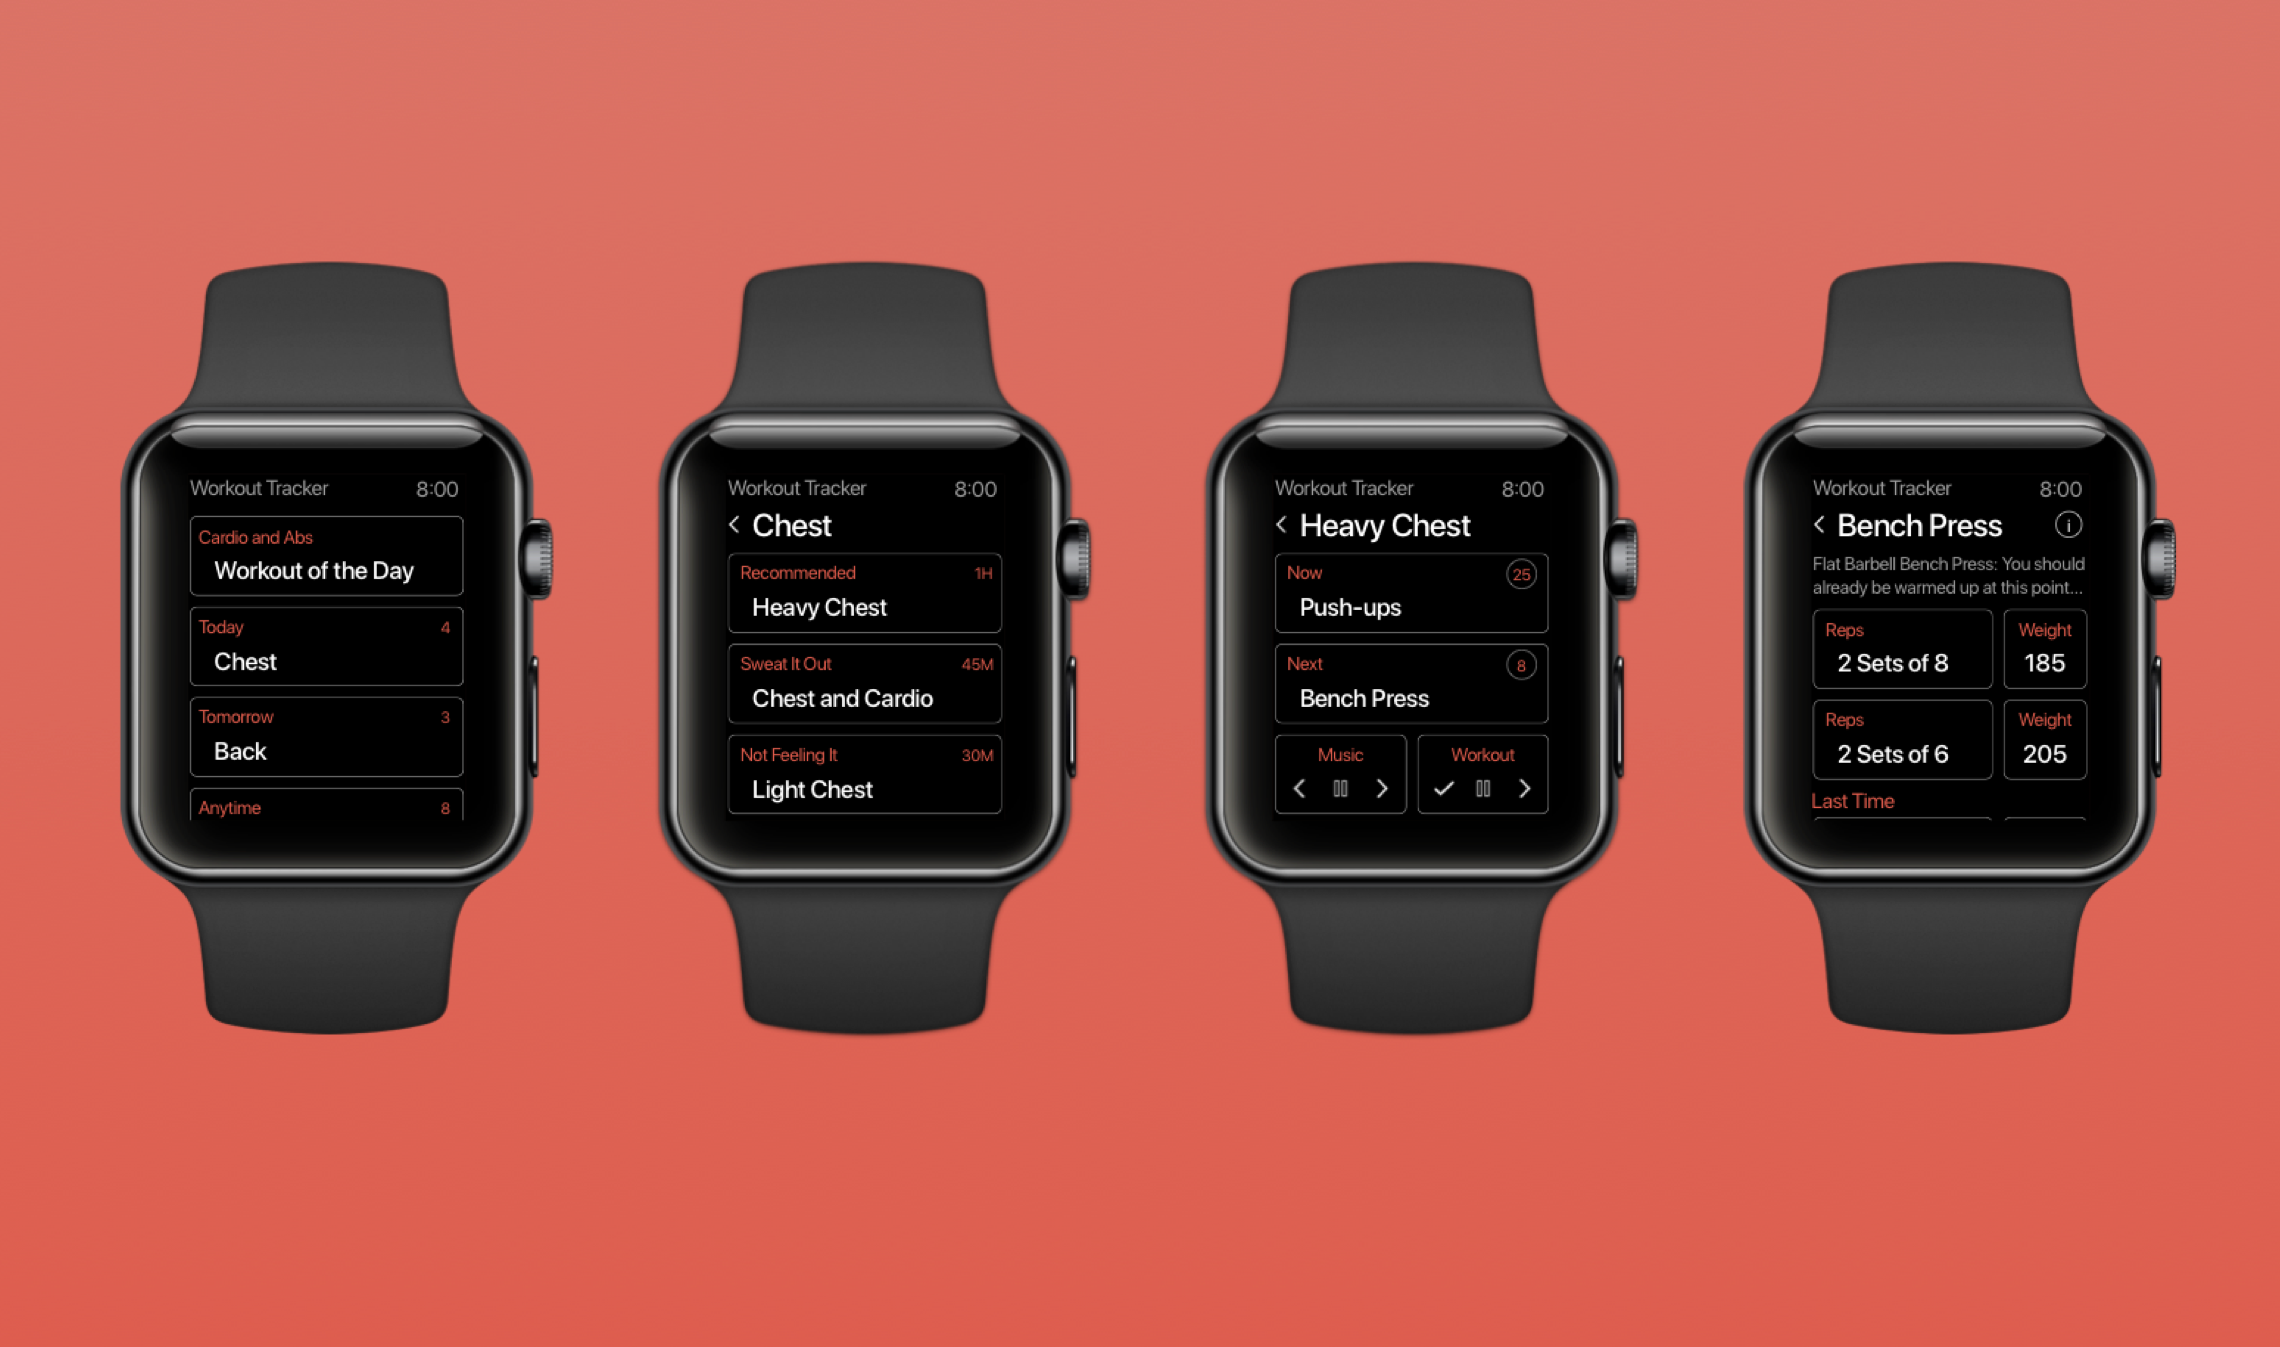 Workout Tracker 8:00
Cardio and Abs
Workout of the Day
Today 4
Chest
Tomorrow 3
Back
Anytime 8
Workout Tracker 8:00
Chest
Recommended 1H
Heavy Chest
Sweat It Out 45M
Chest and Cardio
Not Feeling It 30M
Light Chest
Workout Tracker 8:00
Heavy Chest
Now 25
Push-ups
Next 8
Bench Press
Music Workout
Workout Tracker 8:00
Bench Press i
Flat Barbell Bench Press: You should
already be warmed up at this point...
Reps Weight
2 Sets of 8 185
Reps Weight
2 Sets of 6 205
Last Time